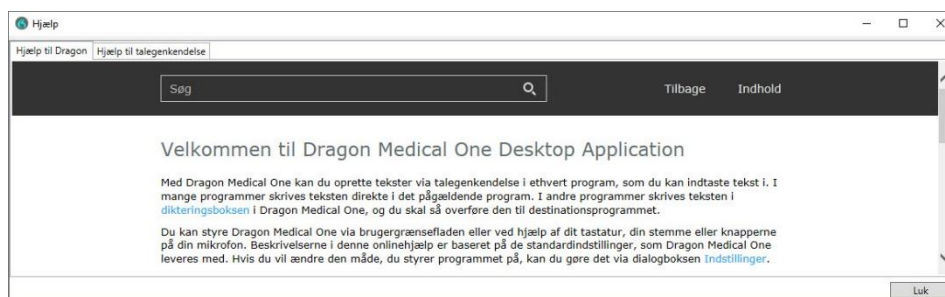 Hjælp
Hjælp til Dragon Hjælp til talegenkendelse
Søg Tilbage Indhold
Velkommen til Dragon Medical One Desktop Application
Med Dragon Medical One kan du oprette tekster via talegenkendelse i ethvert program, som du kan indtaste tekst i. I
mange programmer skrives teksten direkte i det pågældende program. I andre programmer skrives teksten i
dikteringsboksen i Dragon Medical One, og du skal så overføre den til destinationsprogrammet.
Du kan styre Dragon Medical One via brugergrænsefladen eller ved hjælp af dit tastatur, din stemme eller knapperne
på din mikrofon. Beskrivelserne i denne onlinehjælp er baseret på de standardindstillinger, som Dragon Medical One
leveres med. Hvis du vil ændre den måde, du styrer programmet på, kan du gøre det via dialogboksen Indstillinger.
Luk